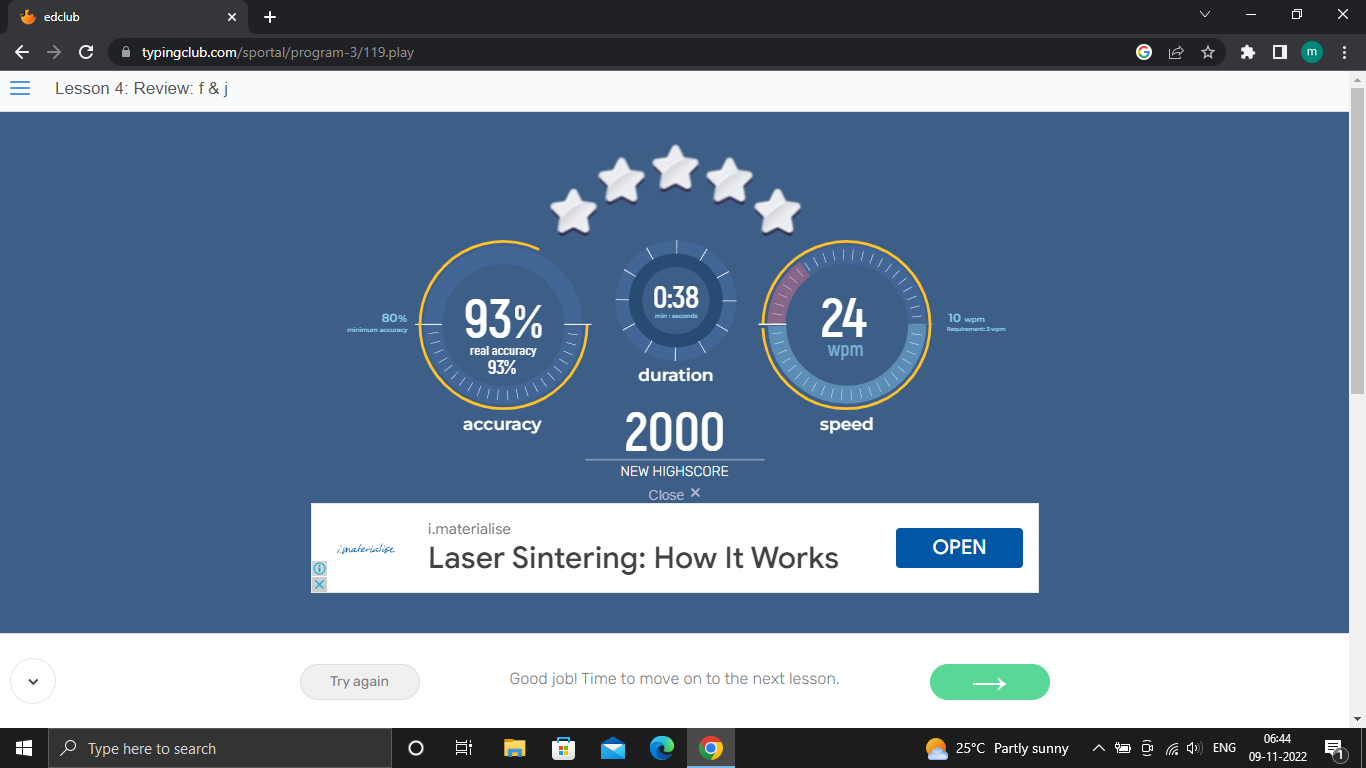 edclub
typingclub.com/sportal/program-3/119.play
m
Lesson 4: Review: f & j
80%
minimum accuracy
93%
real accuracy
93%
accuracy
0:38
min : seconds
duration
24
wpm
speed
10 wpm
Requirement: 3 wpm
2000
NEW HIGHSCORE
Close ×
i.materialise
i.materialise
Laser Sintering: How It Works
OPEN
Try again
Good job! Time to move on to the next lesson.
Type here to search
25°C Partly sunny
ENG
06:44
09-11-2022
1